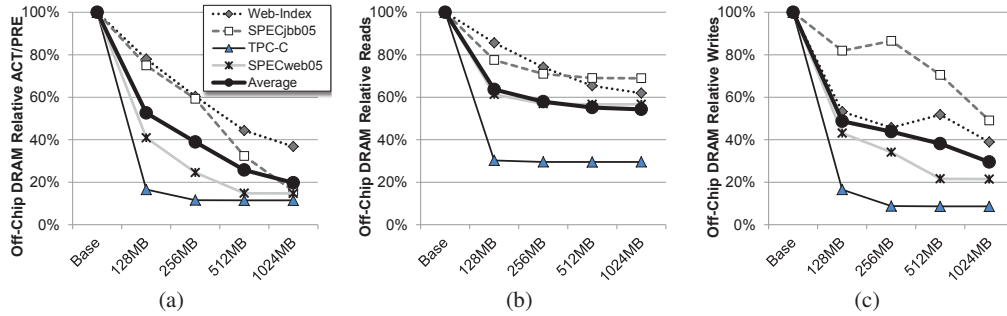 Off-Chip DRAM Relative ACT/PRE
100%
80%
60%
40%
20%
0%
Web-Index
SPECjbb05
TPC-C
SPECweb05
Average
Base
128MB
256MB
512MB
1024MB
(a)
Off-Chip DRAM Relative Reads
100%
80%
60%
40%
20%
0%
Base
128MB
256MB
512MB
1024MB
(b)
Off-Chip DRAM Relative Writes
100%
80%
60%
40%
20%
0%
Base
128MB
256MB
512MB
1024MB
(c)